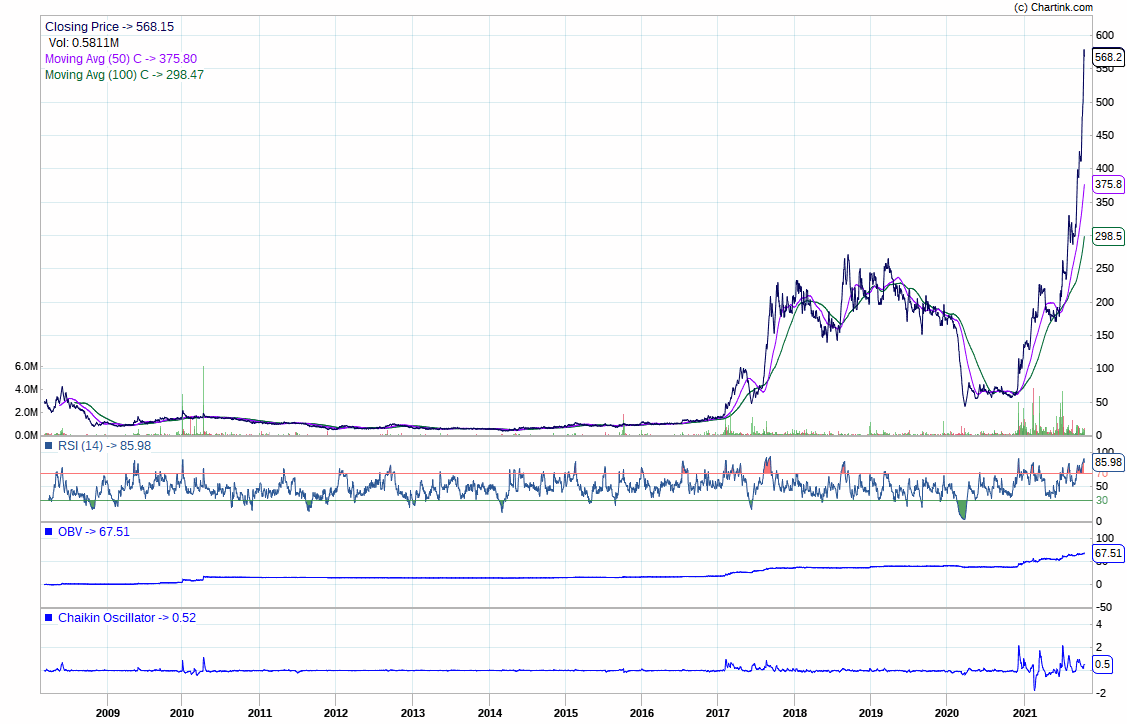 (c) Chartink.com
Closing Price -> 568.15
Vol: 0.5811M
Moving Avg (50) C -> 375.80
Moving Avg (100) C -> 298.47
600
568.2
550
500
450
400
375.8
350
298.5
250
200
150
100
50
0
6.0M
4.0M
2.0M
0.0M
RSI (14) -> 85.98
100
85.98
70
50
30
0
OBV -> 67.51
100
67.51
50
0
-50
Chaikin Oscillator -> 0.52
4
2
0.5
-2
2009 2010 2011 2012 2013 2014 2015 2016 2017 2018 2019 2020 2021